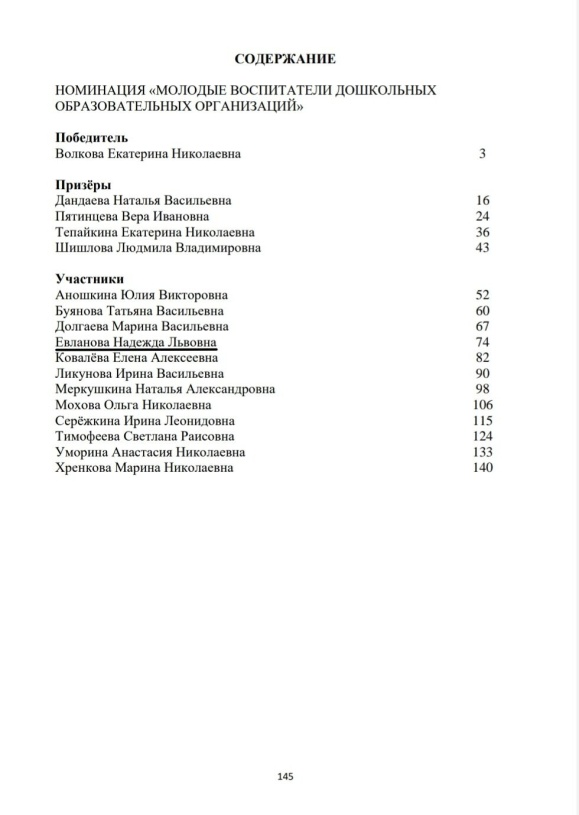 СОДЕРЖАНИЕ
НОМИНАЦИЯ «МОЛОДЫЕ ВОСПИТАТЕЛИ ДОШКОЛЬНЫХ
ОБРАЗОВАТЕЛЬНЫХ ОРГАНИЗАЦИЙ»
Победитель
Волкова Екатерина Николаевна 3
Призёры
Дандаева Наталья Васильевна 16
Пятинцева Вера Ивановна 24
Тепайкина Екатерина Николаевна 36
Шишлова Людмила Владимировна 43
Участники
Аношкина Юлия Викторовна 52
Буянова Татьяна Васильевна 60
Долгаева Марина Васильевна 67
Евланова Надежда Львовна 74
Ковалёва Елена Алексеевна 82
Ликунова Ирина Васильевна 90
Меркушкина Наталья Александровна 98
Мохова Ольга Николаевна 106
Серёжкина Ирина Леонидовна 115
Тимофеева Светлана Раисовна 124
Уморина Анастасия Николаевна 133
Хренкова Марина Николаевна 140
145